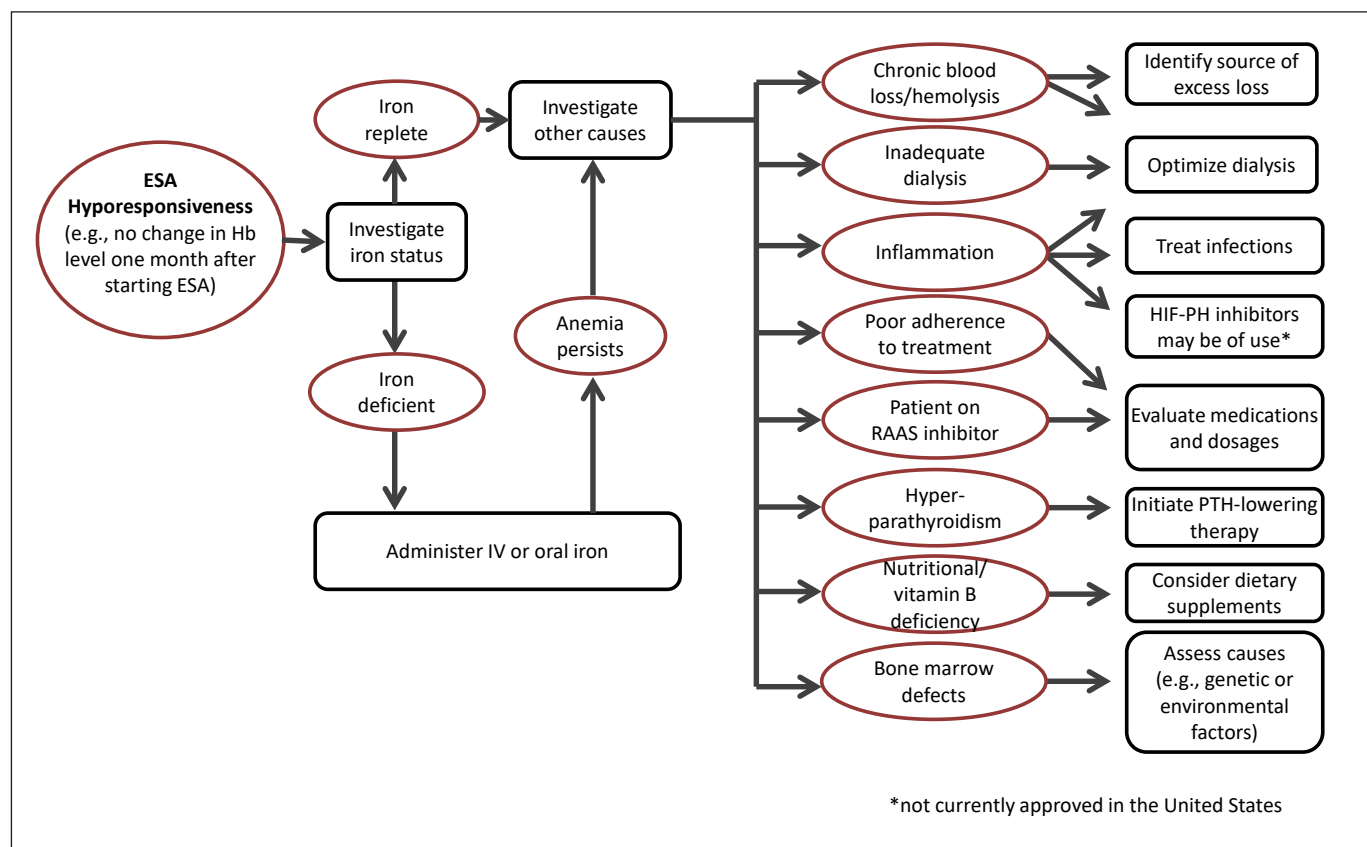 ESA
Hyporesponsiveness
(e.g., no change in Hb
level one month after
starting ESA)
Investigate
iron status
Iron
replete
Iron
deficient
Administer IV or oral iron
Anemia
persists
Investigate
other causes
Chronic blood
loss/hemolysis
Identify source of
excess loss
Inadequate
dialysis
Optimize dialysis
Inflammation
Treat infections
HIF-PH inhibitors
may be of use*
Poor adherence
to treatment
Patient on
RAAS inhibitor
Evaluate medications
and dosages
Hyper-
parathyroidism
Initiate PTH-lowering
therapy
Nutritional/
vitamin B
deficiency
Consider dietary
supplements
Bone marrow
defects
Assess causes
(e.g., genetic or
environmental
factors)
*not currently approved in the United States